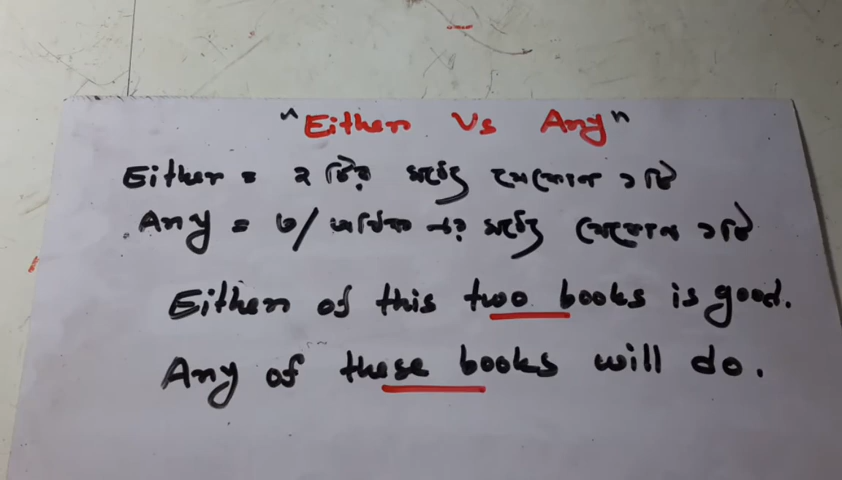 "Either Vs Any"
Either = ২ টির মধ্যে যেকোন ১টি
Any = ৩/ অধিক এর মধ্যে যেকোন ১টি
Either of this two books is good.
Any of these books will do.